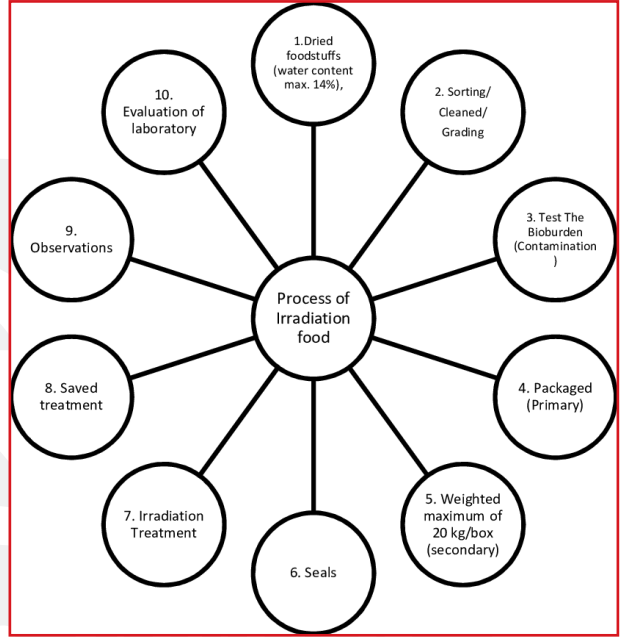 1.Dried
foodstuffs
(water content
max. 14%),
2. Sorting/
Cleaned/
Grading
3. Test The
Bioburden
(Contamination
)
4. Packaged
(Primary)
5. Weighted
maximum of
20 kg/box
(secondary)
6. Seals
7. Irradiation
Treatment
8. Saved
treatment
9.
Observations
10.
Evaluation of
laboratory
Process of
Irradiation
food